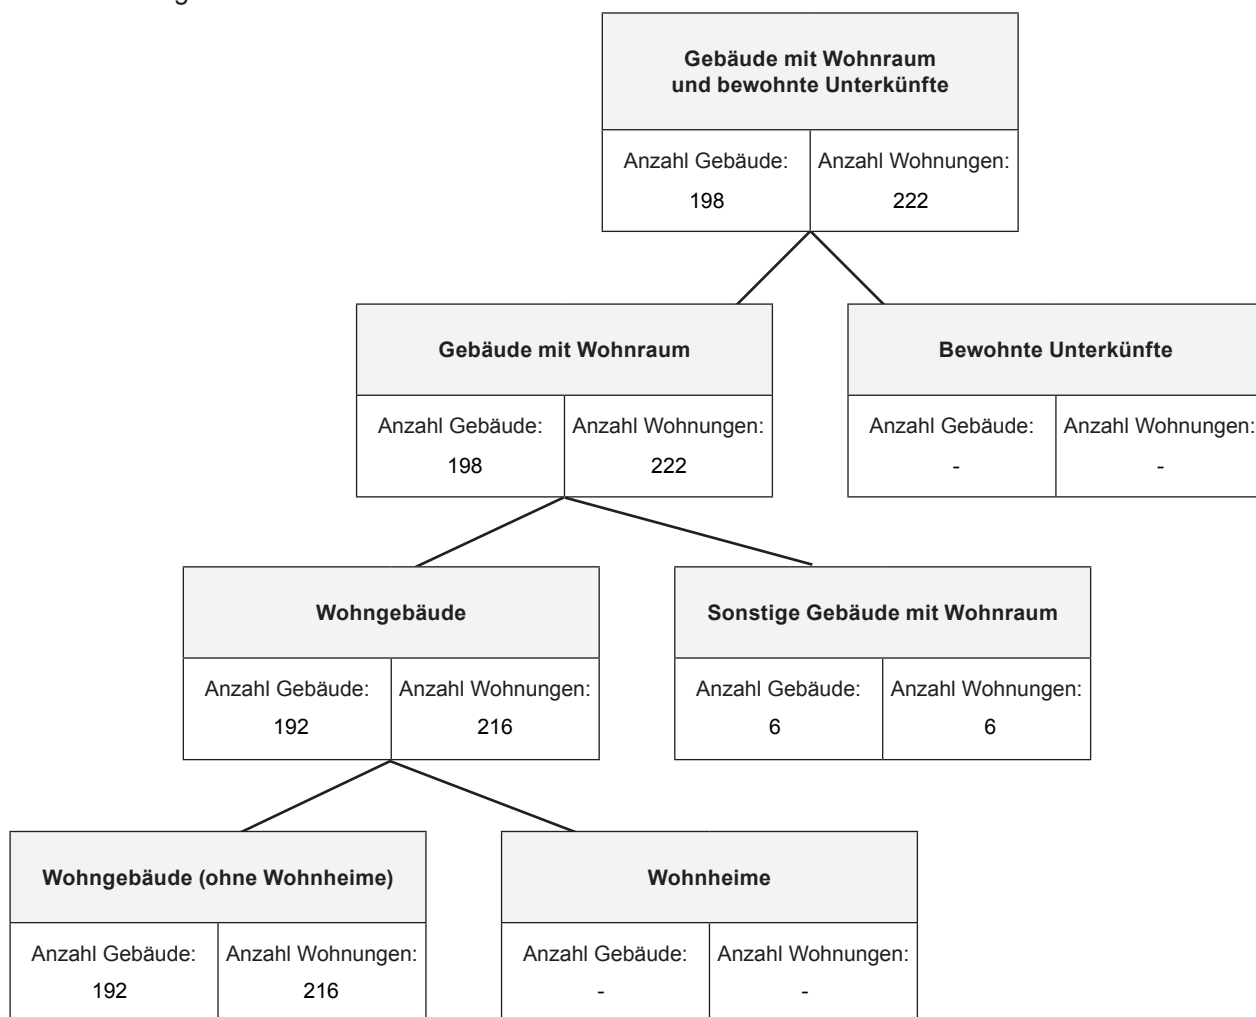 Gebäude mit Wohnraum
und bewohnte Unterkünfte
Anzahl Gebäude: Anzahl Wohnungen:
198 222
Gebäude mit Wohnraum
Anzahl Gebäude: Anzahl Wohnungen:
198 222
Bewohnte Unterkünfte
Anzahl Gebäude: Anzahl Wohnungen:
- -
Wohngebäude
Anzahl Gebäude: Anzahl Wohnungen:
192 216
Sonstige Gebäude mit Wohnraum
Anzahl Gebäude: Anzahl Wohnungen:
6 6
Wohngebäude (ohne Wohnheime)
Anzahl Gebäude: Anzahl Wohnungen:
192 216
Wohnheime
Anzahl Gebäude: Anzahl Wohnungen:
- -